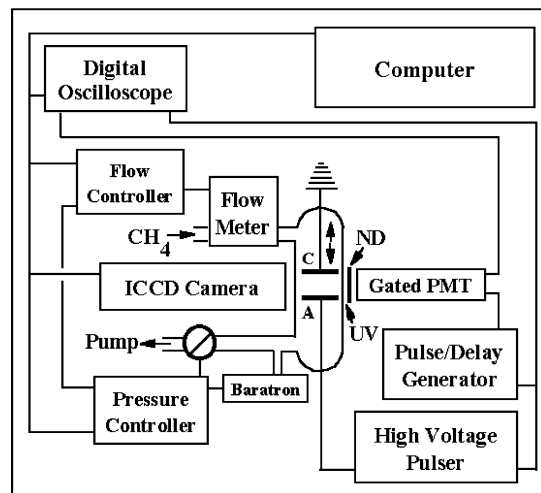 Digital
Oscilloscope
Computer
Flow
Controller
Flow
Meter
CH4
C
ND
ICCD Camera
Gated PMT
A
UV
Pump
Baratron
Pressure
Controller
Pulse/Delay
Generator
High Voltage
Pulser